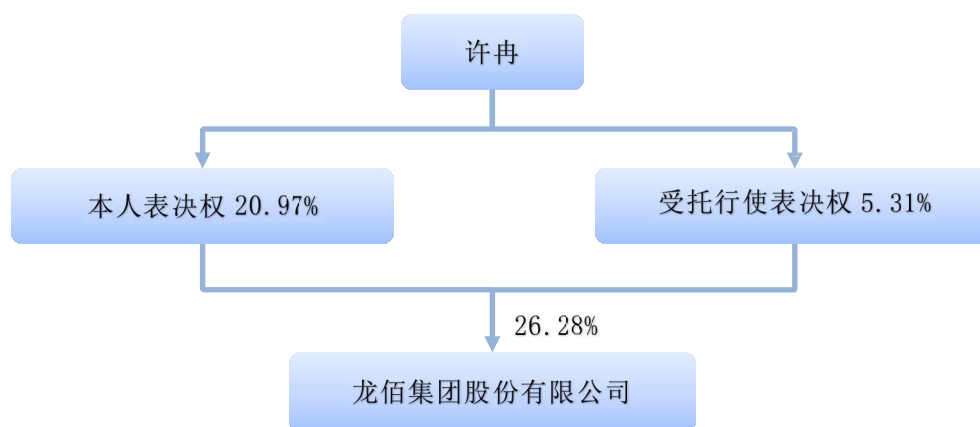 许冉
本人表决权 20.97%
受托行使表决权 5.31%
26.28%
龙佰集团股份有限公司